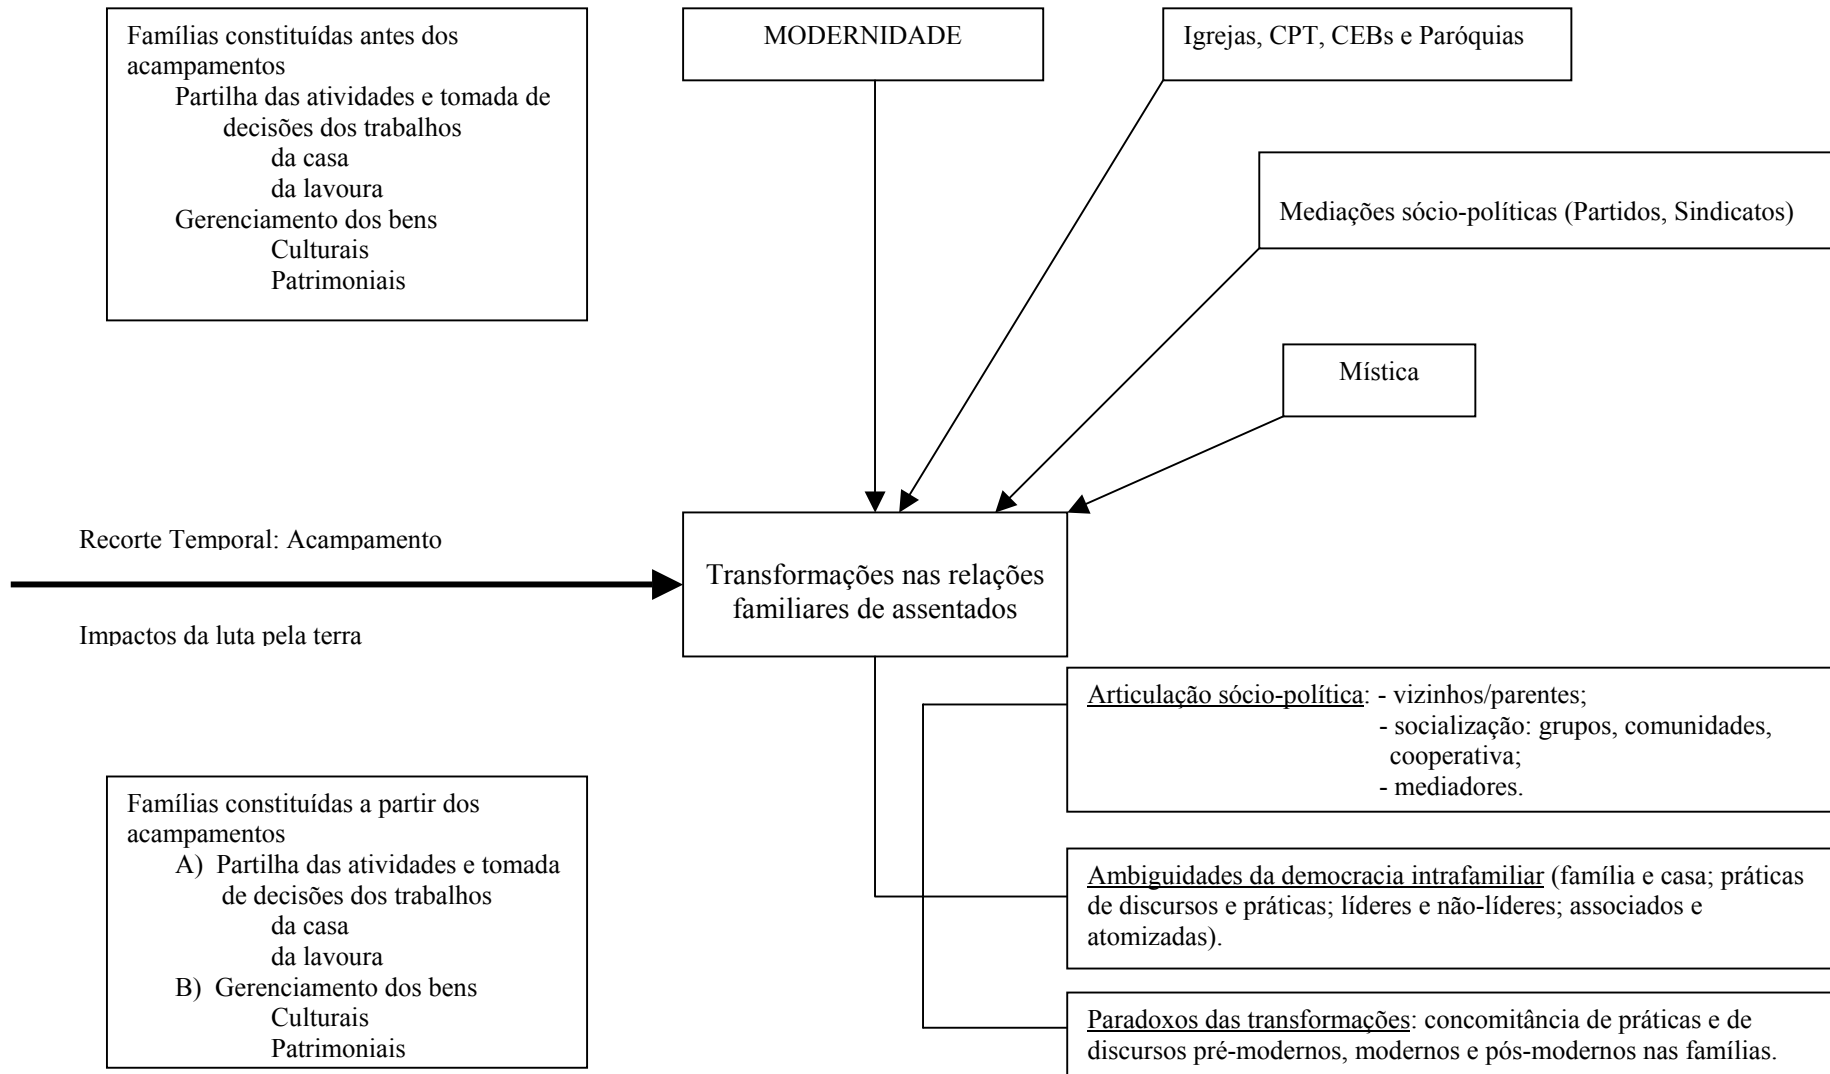 Famílias constituídas antes dos
acampamentos
Partilha das atividades e tomada de
decisões dos trabalhos
da casa
da lavoura
Gerenciamento dos bens
Culturais
Patrimoniais
MODERNIDADE
Igrejas, CPT, CEBs e Paróquias
Mediações sócio-políticas (Partidos, Sindicatos)
Mística
Recorte Temporal: Acampamento
Impactos da luta pela terra
Transformações nas relações
familiares de assentados
Famílias constituídas a partir dos
acampamentos
A) Partilha das atividades e tomada
de decisões dos trabalhos
da casa
da lavoura
B) Gerenciamento dos bens
Culturais
Patrimoniais
Articulação sócio-política: - vizinhos/parentes;
- socialização: grupos, comunidades,
cooperativa;
- mediadores.
Ambiguidades da democracia intrafamiliar (família e casa; práticas
de discursos e práticas; líderes e não-líderes; associados e
atomizadas).
Paradoxos das transformações: concomitância de práticas e de
discursos pré-modernos, modernos e pós-modernos nas famílias.